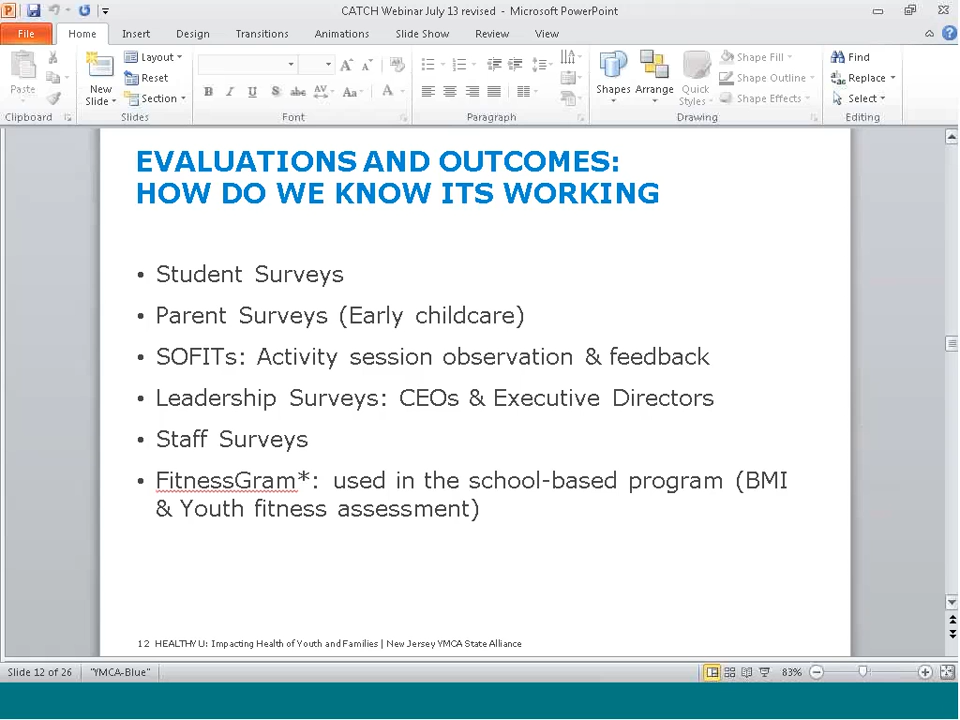 CATCH Webinar July 13 revised - Microsoft PowerPoint
File Home Insert Design Transitions Animations Slide Show Review View
Paste
Clipboard
New Slide
Layout
Reset
Section
Slides
B I U S abc AV Aa A
Font
Paragraph
Shapes Arrange Quick Styles
Shape Fill
Shape Outline
Shape Effects
Drawing
Find
Replace
Select
Editing
EVALUATIONS AND OUTCOMES:
HOW DO WE KNOW ITS WORKING
• Student Surveys
• Parent Surveys (Early childcare)
• SOFITs: Activity session observation & feedback
• Leadership Surveys: CEOs & Executive Directors
• Staff Surveys
• FitnessGram*: used in the school-based program (BMI
& Youth fitness assessment)
12 HEALTHY U: Impacting Health of Youth and Families | New Jersey YMCA State Alliance
Slide 12 of 26 "YMCA-Blue" 83%